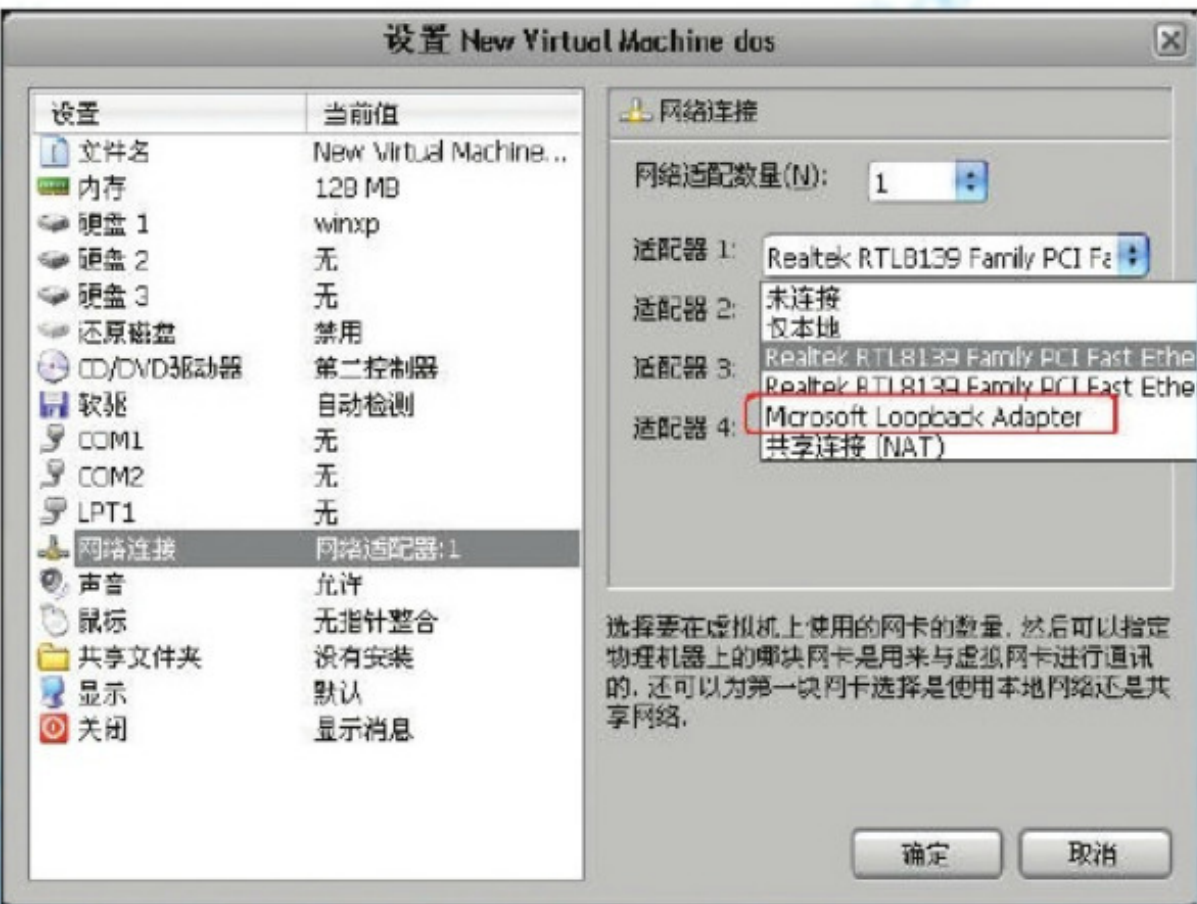 设置 New Virtual Machine dos
设置 当前值
文件名 New Virtual Machine...
内存 128 MB
硬盘 1 winxp
硬盘 2 无
硬盘 3 无
还原磁盘 禁用
CD/DVD驱动器 第二控制器
软驱 自动检测
COM1 无
COM2 无
LPT1 无
网络连接 网络适配器:1
声音 允许
鼠标 无指针整合
共享文件夹 没有安装
显示 默认
关闭 显示消息
网络连接
网络适配数量(N): 1
适配器 1: Realtek RTL8139 Family PCI Fa
未连接
适配器 2:
仅本地
Realtek RTL8139 Family PCI Fast Ethe
适配器 3:
Realtek RTL8139 Family PCI Fast Ethe
Microsoft Loopback Adapter
适配器 4:
共享连接 (NAT)
选择要在虚拟机上使用的网卡的数量. 然后可以指定
物理机器上的哪块网卡是用来与虚拟网卡进行通讯
的. 还可以为第一块网卡选择是使用本地网络还是共
享网络.
确定 取消